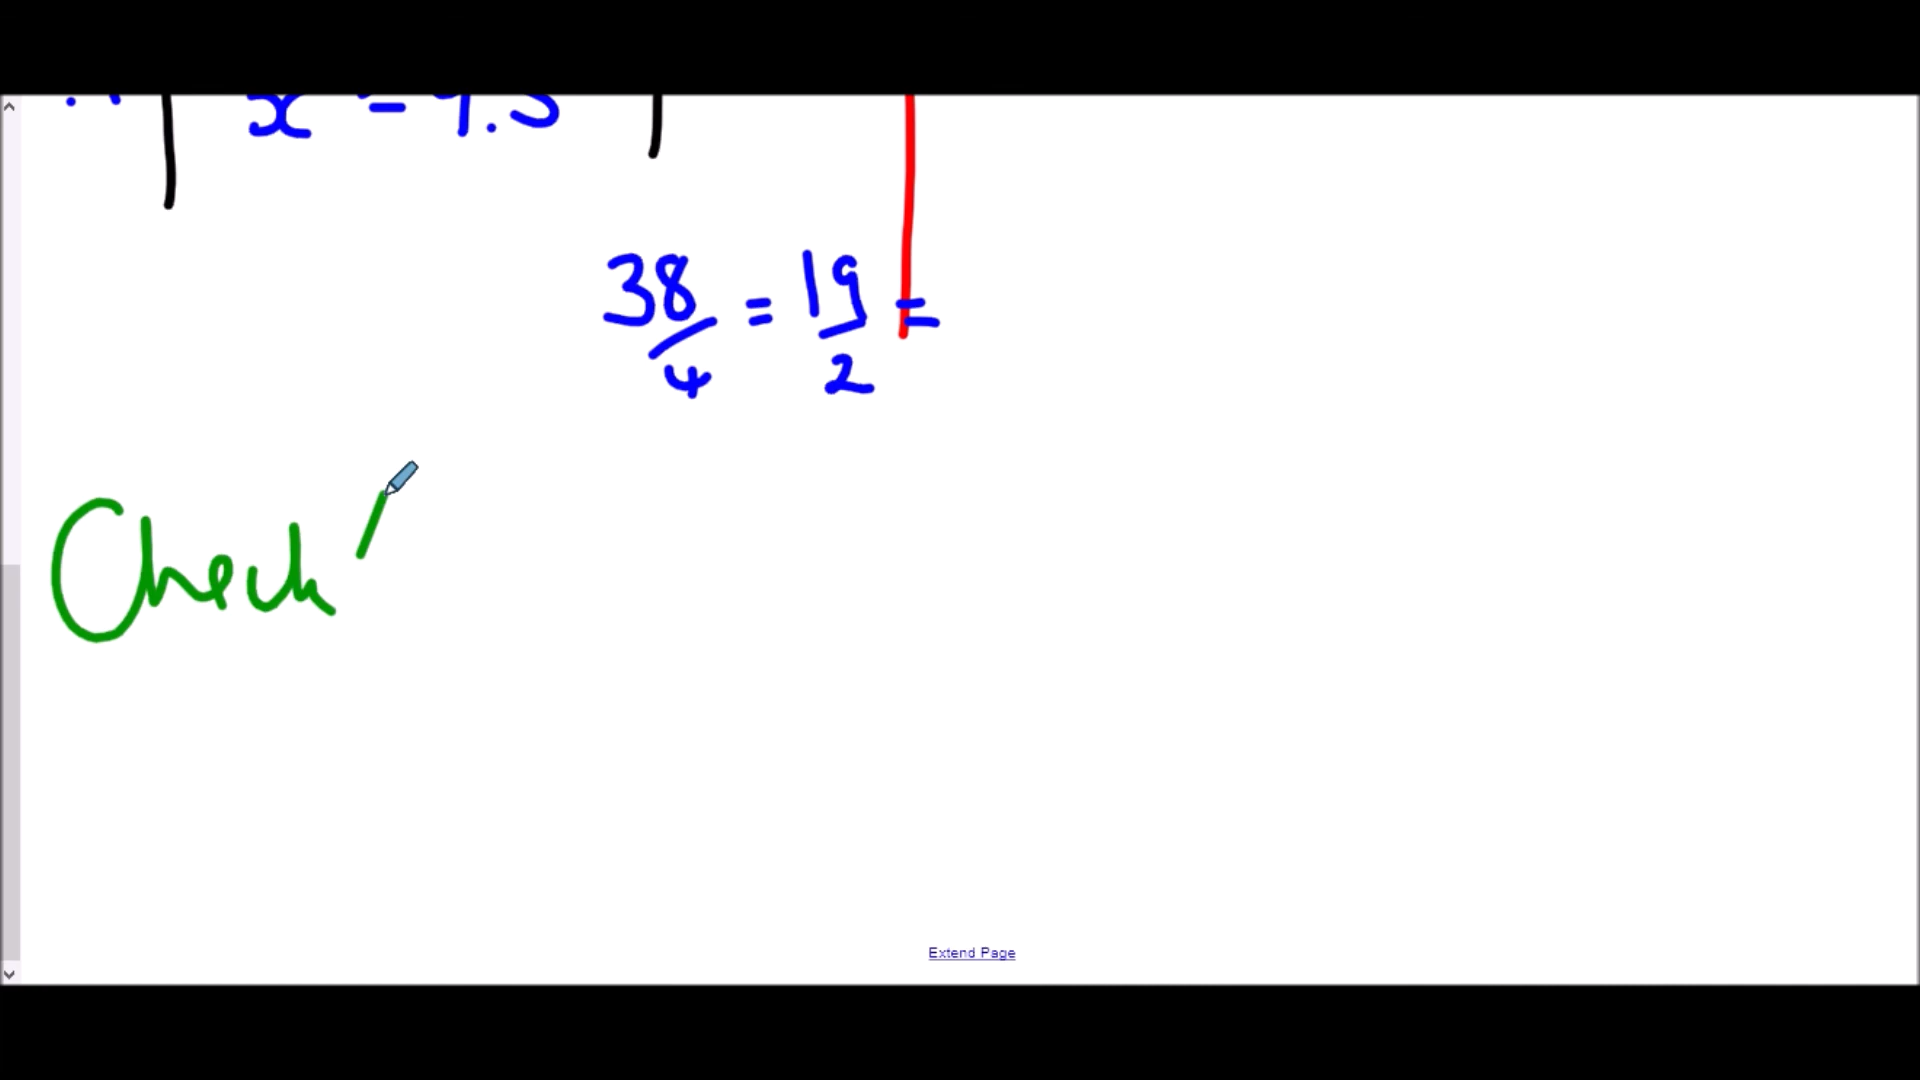 x = 9.5
38/4 = 19/2 =
Check
Extend Page